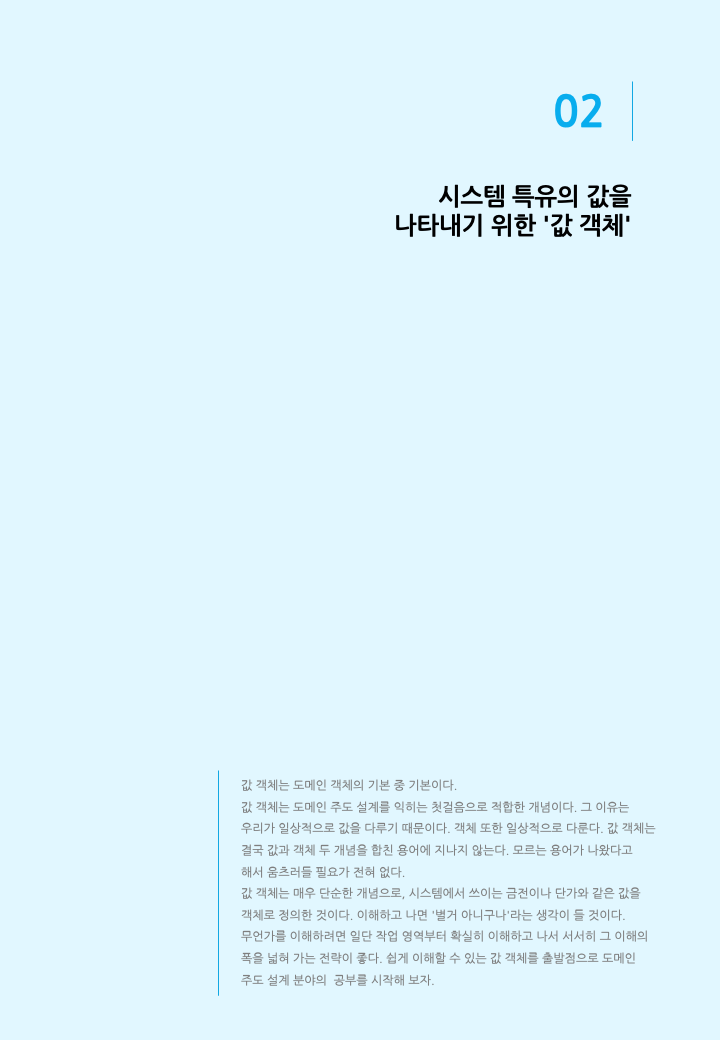 02
시스템 특유의 값을
나타내기 위한 '값 객체'
값 객체는 도메인 객체의 기본 중 기본이다.
값 객체는 도메인 주도 설계를 익히는 첫걸음으로 적합한 개념이다. 그 이유는
우리가 일상적으로 값을 다루기 때문이다. 객체 또한 일상적으로 다룬다. 값 객체는
결국 값과 객체 두 개념을 합친 용어에 지나지 않는다. 모르는 용어가 나왔다고
해서 움츠러들 필요가 전혀 없다.
값 객체는 매우 단순한 개념으로, 시스템에서 쓰이는 금전이나 단가와 같은 값을
객체로 정의한 것이다. 이해하고 나면 '별거 아니구나'라는 생각이 들 것이다.
무언가를 이해하려면 일단 작업 영역부터 확실히 이해하고 나서 서서히 그 이해의
폭을 넓혀 가는 전략이 좋다. 쉽게 이해할 수 있는 값 객체를 출발점으로 도메인
주도 설계 분야의  공부를 시작해 보자.